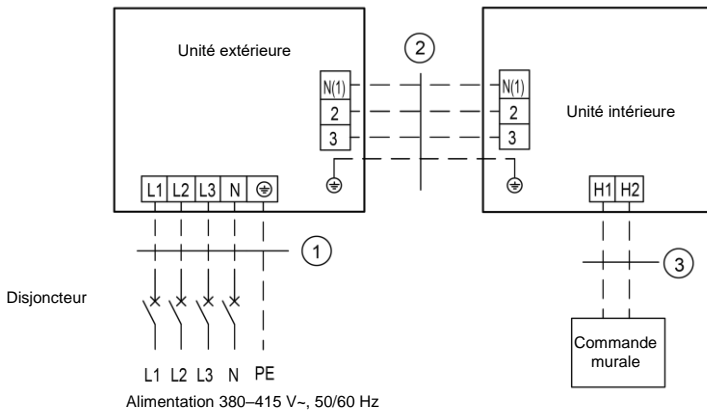 Unité extérieure
2
N(1)
2
3
N(1)
2
3
Unité intérieure
L1 L2 L3 N
H1 H2
1
3
Disjoncteur
Commande
murale
L1 L2 L3 N PE
Alimentation 380–415 V~, 50/60 Hz